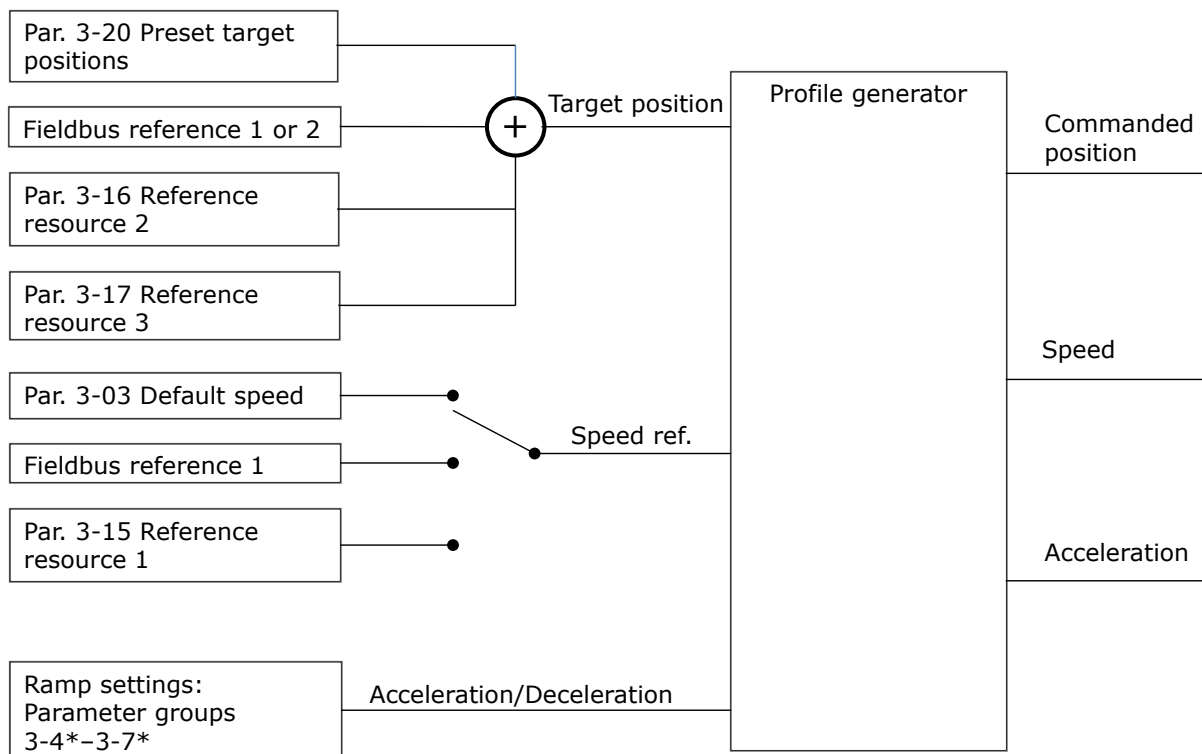 Par. 3-20 Preset target
positions
Fieldbus reference 1 or 2
Par. 3-16 Reference
resource 2
Par. 3-17 Reference
resource 3
Par. 3-03 Default speed
Fieldbus reference 1
Par. 3-15 Reference
resource 1
Ramp settings:
Parameter groups
3-4*–3-7*
+
Target position
Speed ref.
Acceleration/Deceleration
Profile generator
Commanded
position
Speed
Acceleration